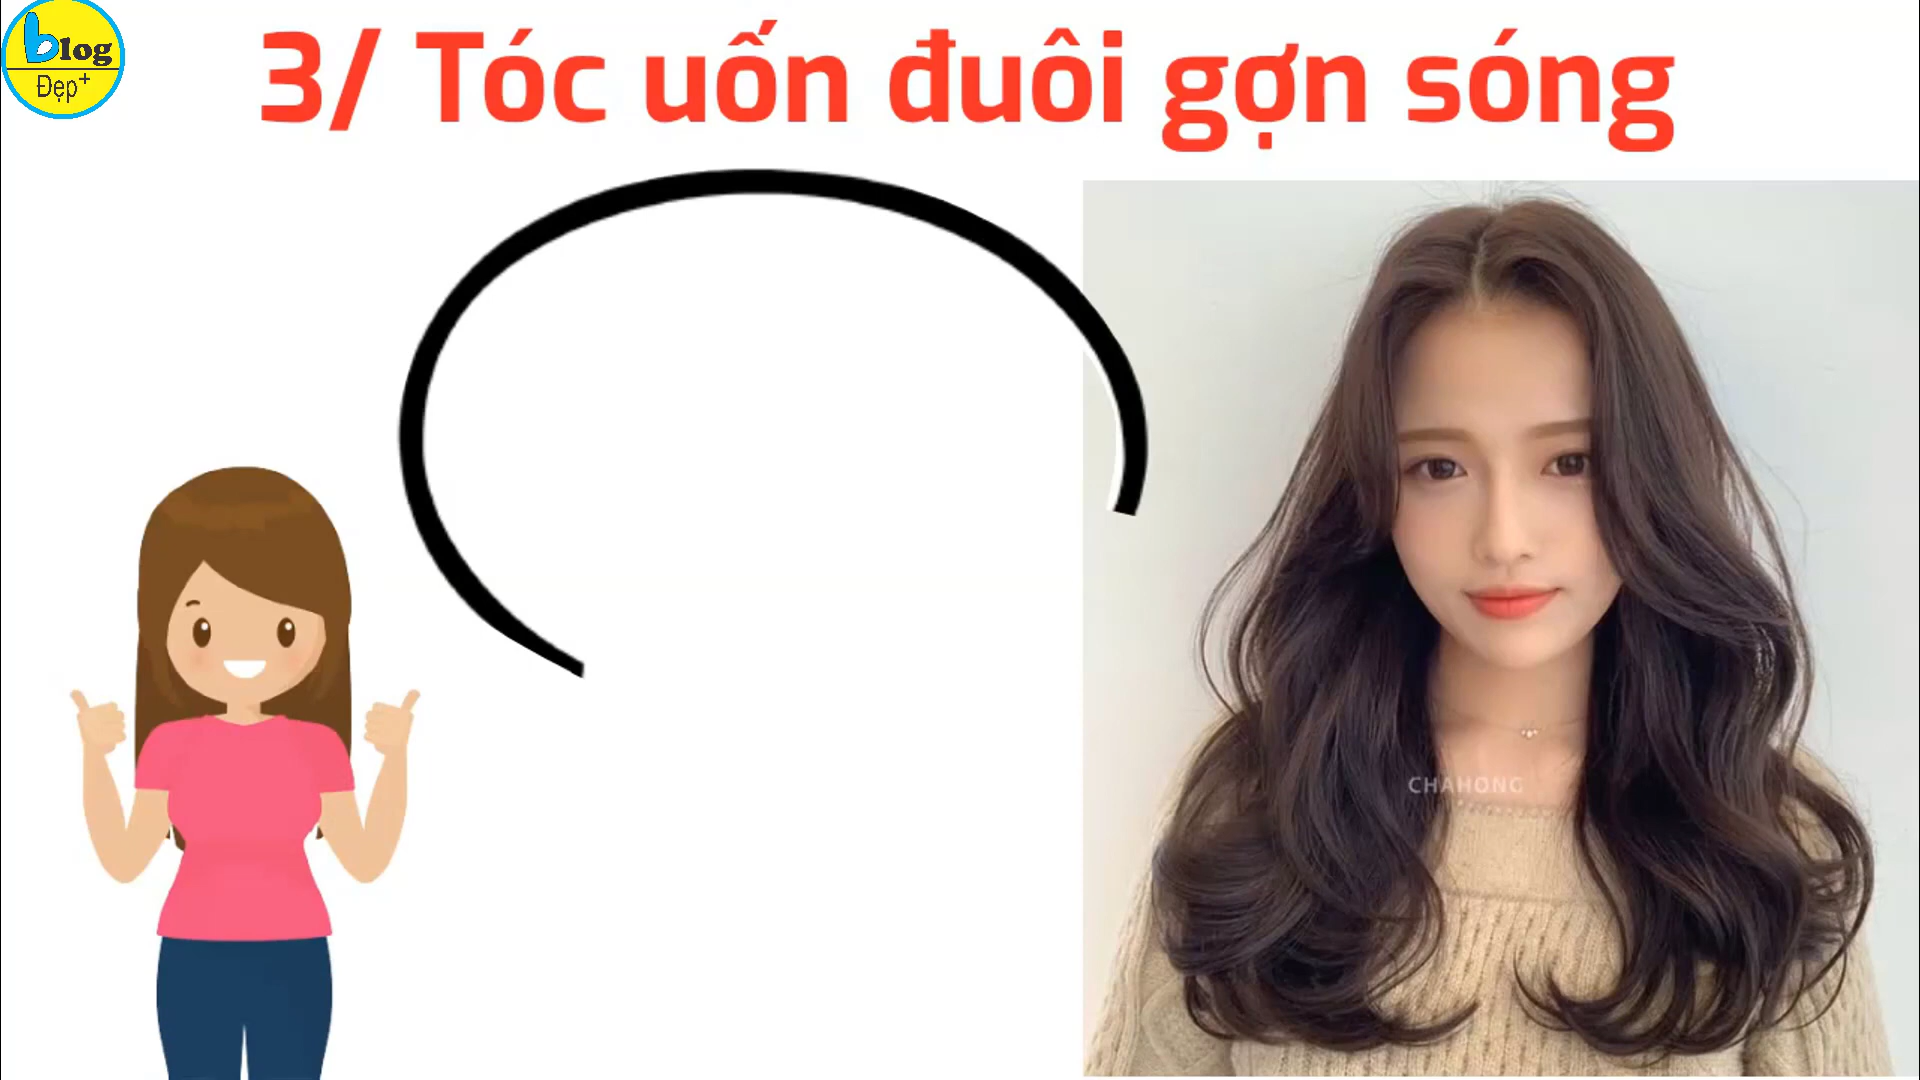 blog
Đẹp+
3/ Tóc uốn đuôi gợn sóng
CHAHONG